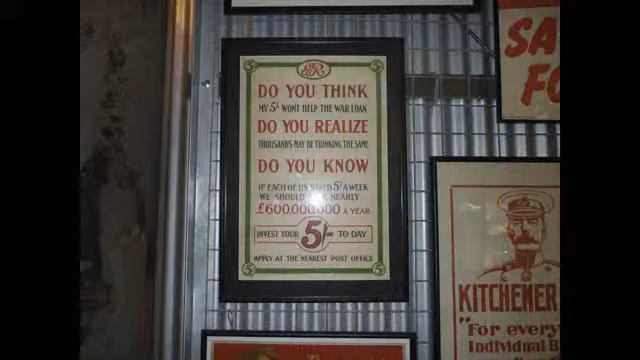 GR
DO YOU THINK
MY 5/- WONT HELP THE WAR LOAN
DO YOU REALIZE
THOUSANDS MAY BE THINKING THE SAME
DO YOU KNOW
IF EACH OF US SAVED 5/- A WEEK
WE SHOULD NEARLY
£600,000,000 A YEAR
INVEST YOUR 5/- TO DAY
APPLY AT THE NEAREST POST OFFICE
SA
FO
KITCHENER
"For every
Individual B